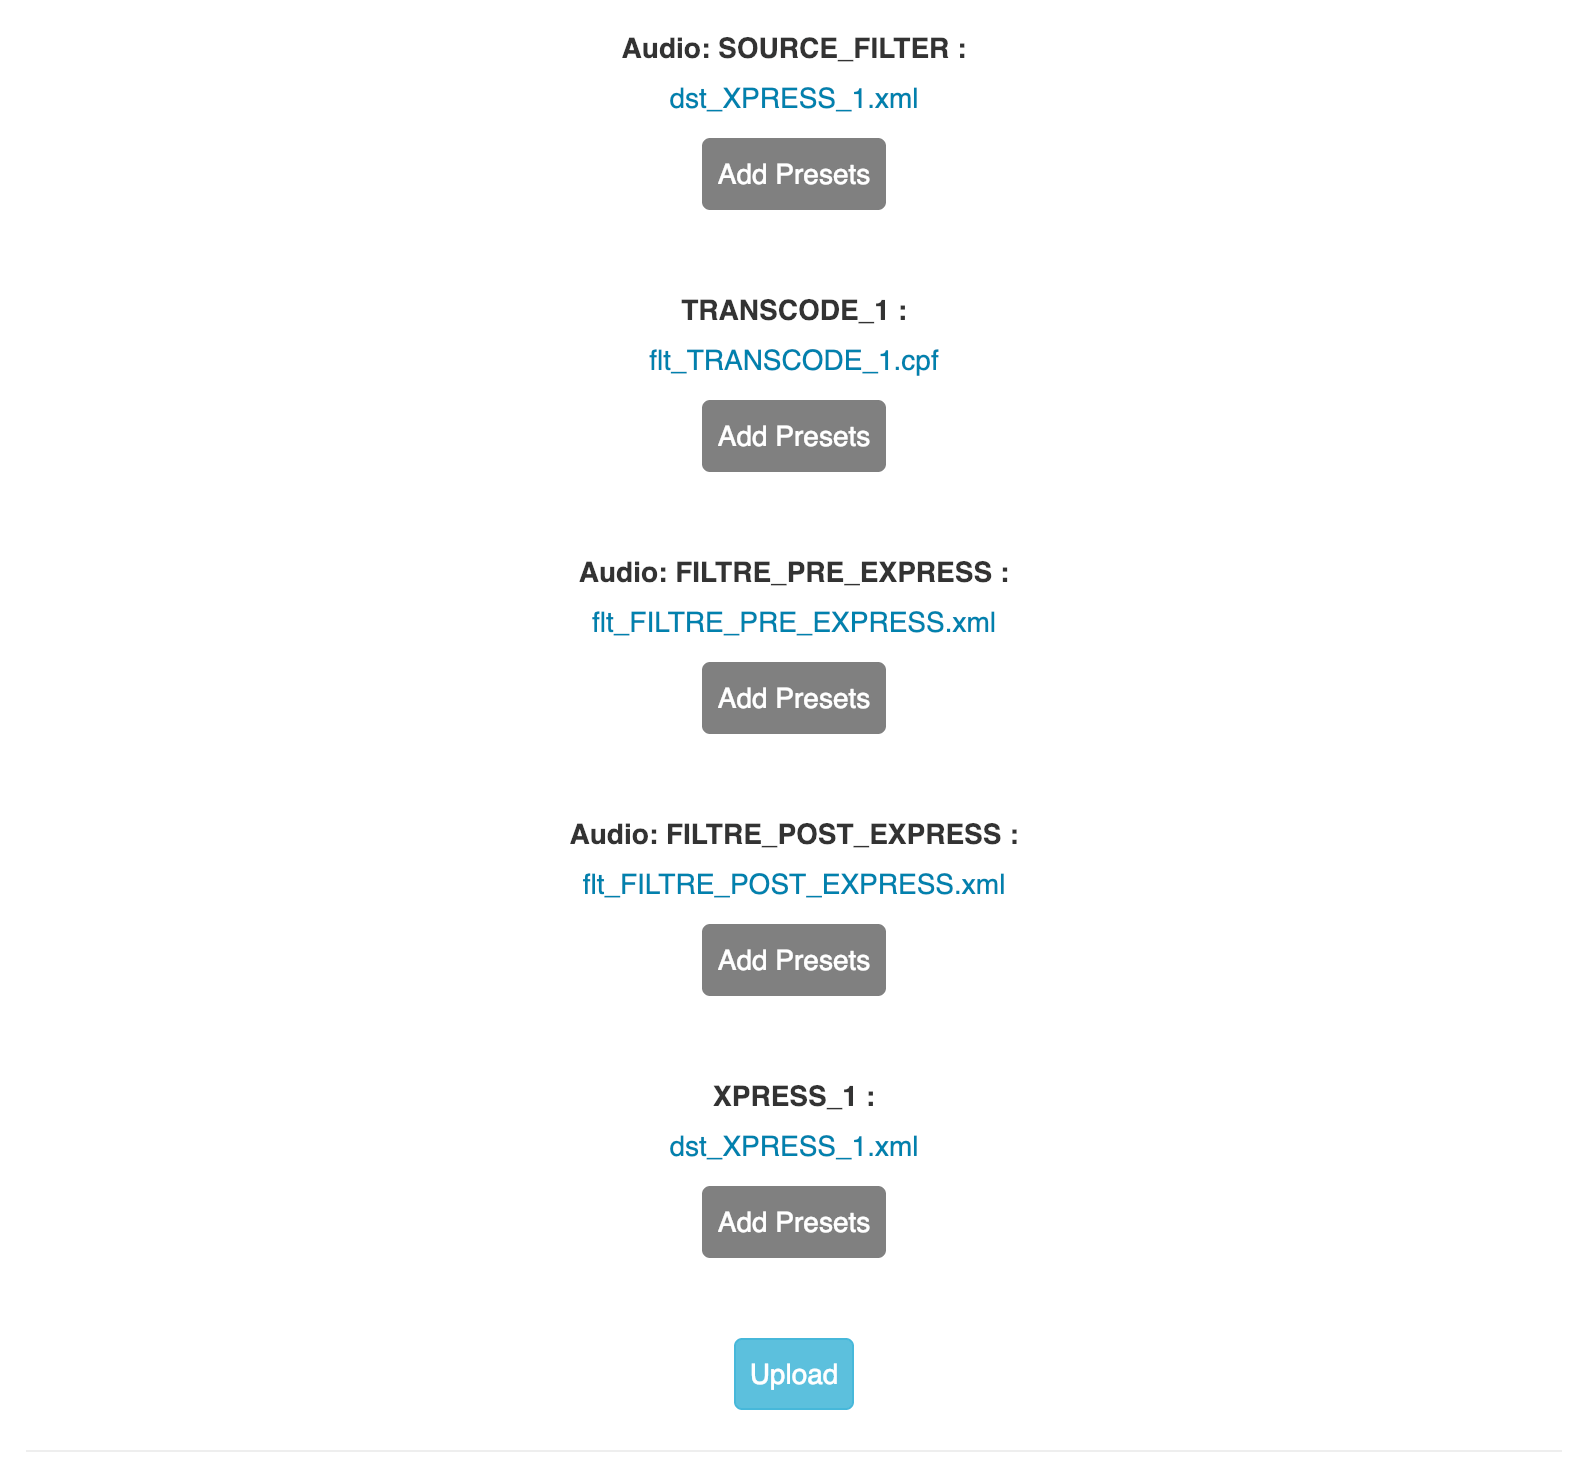 Audio: SOURCE_FILTER :
dst_XPRESS_1.xml
Add Presets
TRANSCODE_1 :
flt_TRANSCODE_1.cpf
Add Presets
Audio: FILTRE_PRE_EXPRESS :
flt_FILTRE_PRE_EXPRESS.xml
Add Presets
Audio: FILTRE_POST_EXPRESS :
flt_FILTRE_POST_EXPRESS.xml
Add Presets
XPRESS_1 :
dst_XPRESS_1.xml
Add Presets
Upload